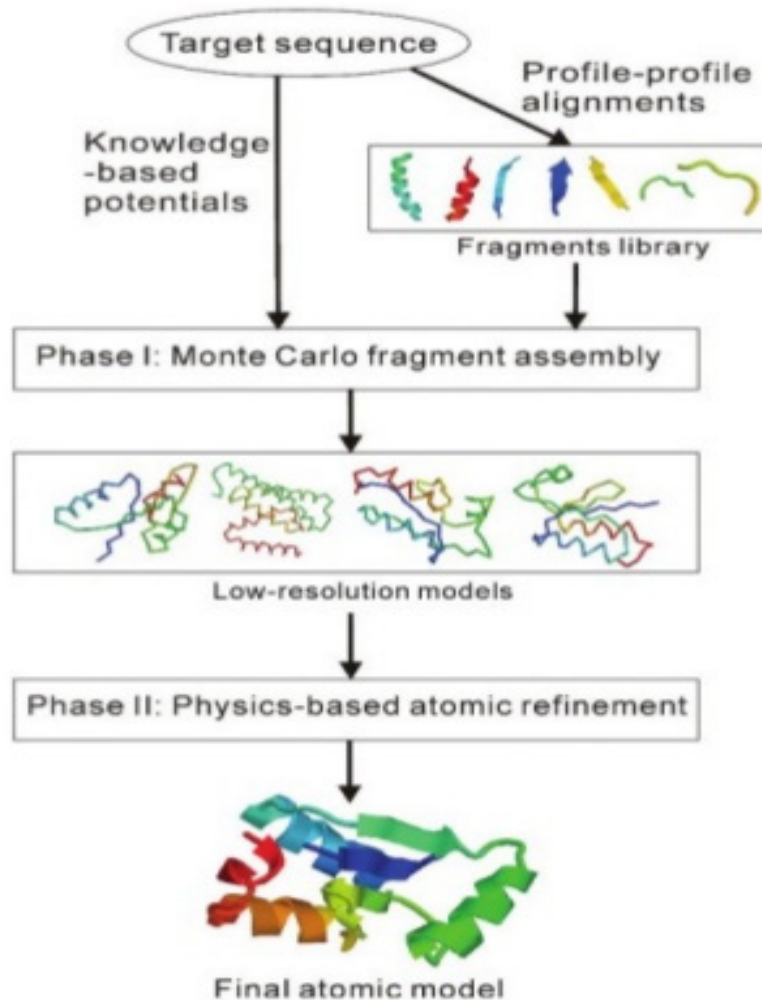 Target sequence
Profile-profile
alignments
Knowledge
-based
potentials
Fragments library
Phase I: Monte Carlo fragment assembly
Low-resolution models
Phase II: Physics-based atomic refinement
Final atomic model